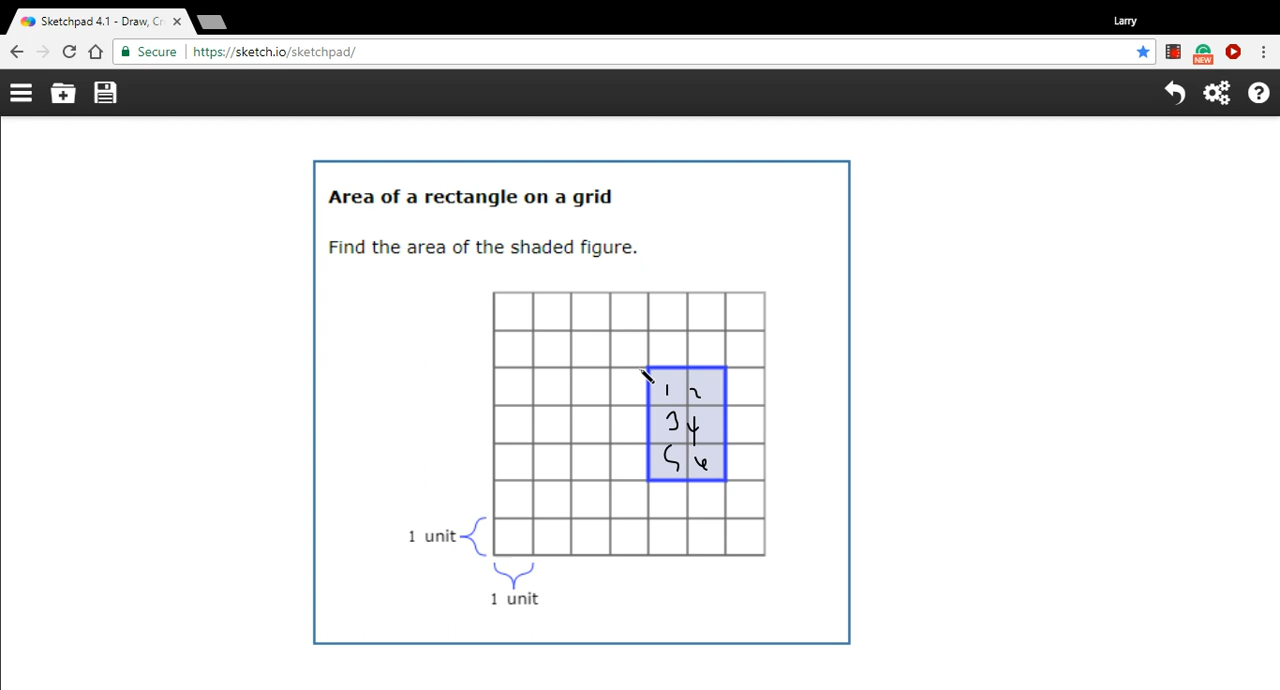 Sketchpad 4.1 - Draw, Cr
Larry
Secure
https://sketch.io/sketchpad/
NEW
Area of a rectangle on a grid
Find the area of the shaded figure.
1 2
3 4
5 6
1 unit
1 unit